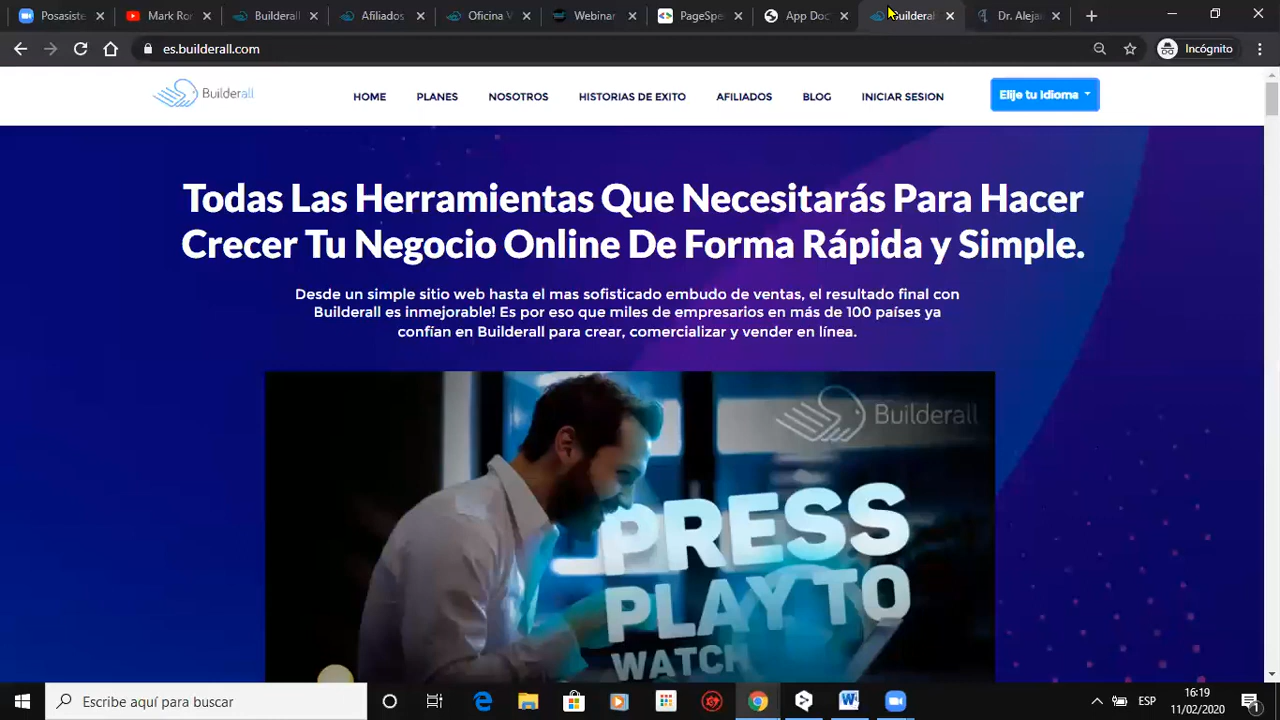 Posasiste
Mark Ror
Builderall
Afiliados
Oficina V
Webinar
PageSpe
App Doc
Builderal
Dr. Alejan
es.builderall.com
Incógnito
Builderall
HOME
PLANES
NOSOTROS
HISTORIAS DE EXITO
AFILIADOS
BLOG
INICIAR SESION
Elije tu Idioma
Todas Las Herramientas Que Necesitarás Para Hacer
Crecer Tu Negocio Online De Forma Rápida y Simple.
Desde un simple sitio web hasta el mas sofisticado embudo de ventas, el resultado final con
Builderall es inmejorable! Es por eso que miles de empresarios en más de 100 países ya
confían en Builderall para crear, comercializar y vender en línea.
Builderall
PRESS
PLAY TO
WATCH
Escribe aquí para buscar
ESP
16:19
11/02/2020
1